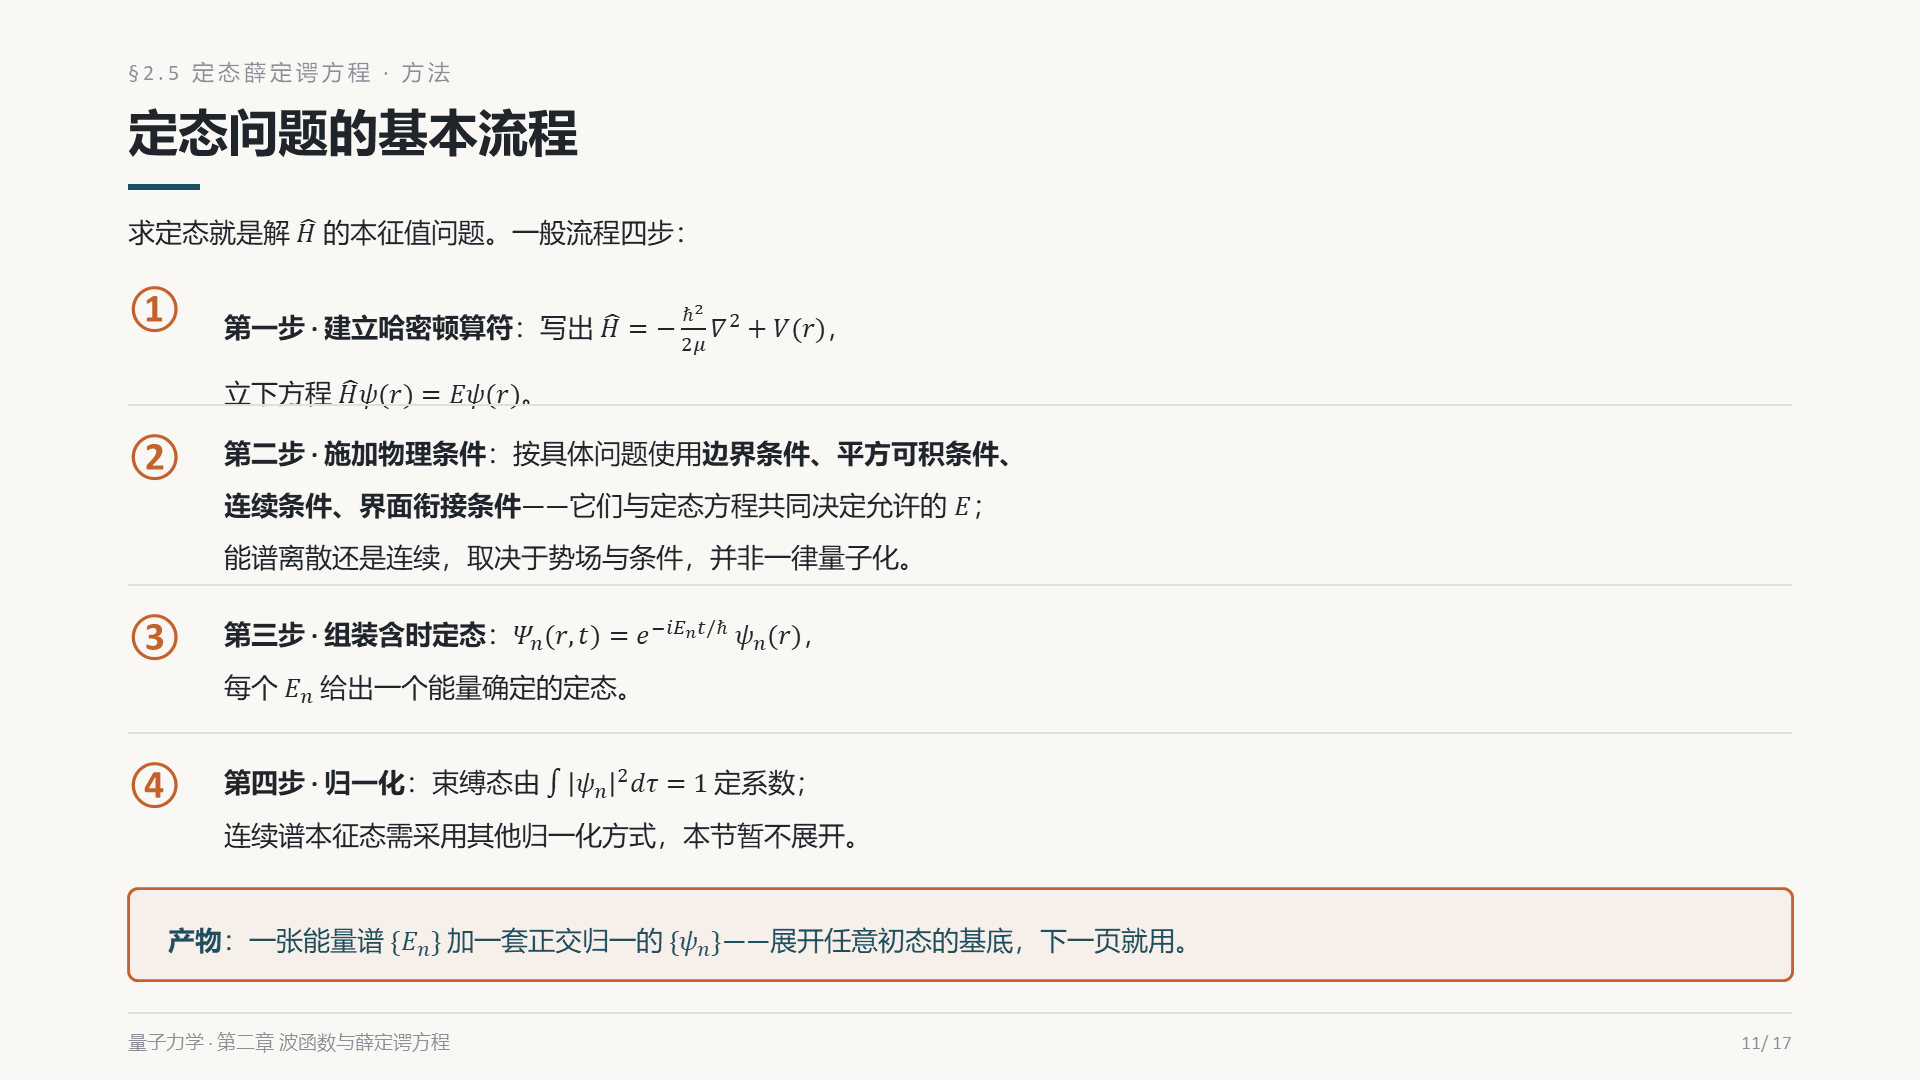 §2.5 定态薛定谔方程 · 方法
定态问题的基本流程
求定态就是解 Ĥ 的本征值问题。一般流程四步：
①
第一步 · 建立哈密顿算符：写出 Ĥ = −ℏ²/2μ ∇² + V(r)，
立下方程 Ĥψ(r) = Eψ(r)。
②
第二步 · 施加物理条件：按具体问题使用边界条件、平方可积条件、
连续条件、界面衔接条件——它们与定态方程共同决定允许的 E；
能谱离散还是连续，取决于势场与条件，并非一律量子化。
③
第三步 · 组装含时定态：Ψₙ(r, t) = e^{−iEₙt/ℏ} ψₙ(r)，
每个 Eₙ 给出一个能量确定的定态。
④
第四步 · 归一化：束缚态由 ∫ |ψₙ|²dτ = 1 定系数；
连续谱本征态需采用其他归一化方式，本节暂不展开。
产物：一张能量谱 {Eₙ} 加一套正交归一的 {ψₙ}——展开任意初态的基底，下一页就用。
量子力学 · 第二章 波函数与薛定谔方程
11/ 17